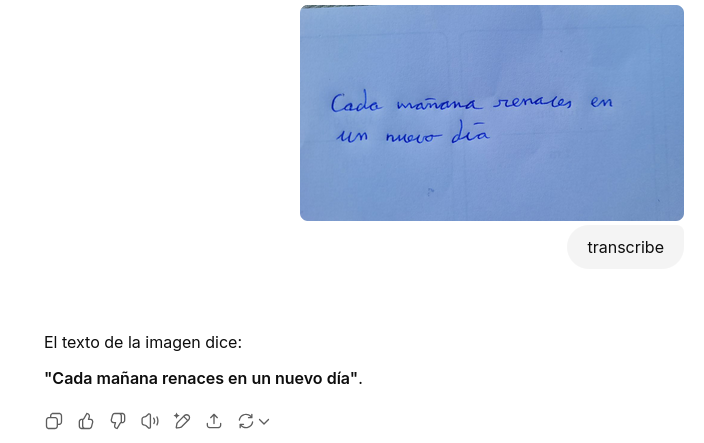 Cada mañana renaces en
un nuevo día
transcribe
El texto de la imagen dice:
"Cada mañana renaces en un nuevo día".